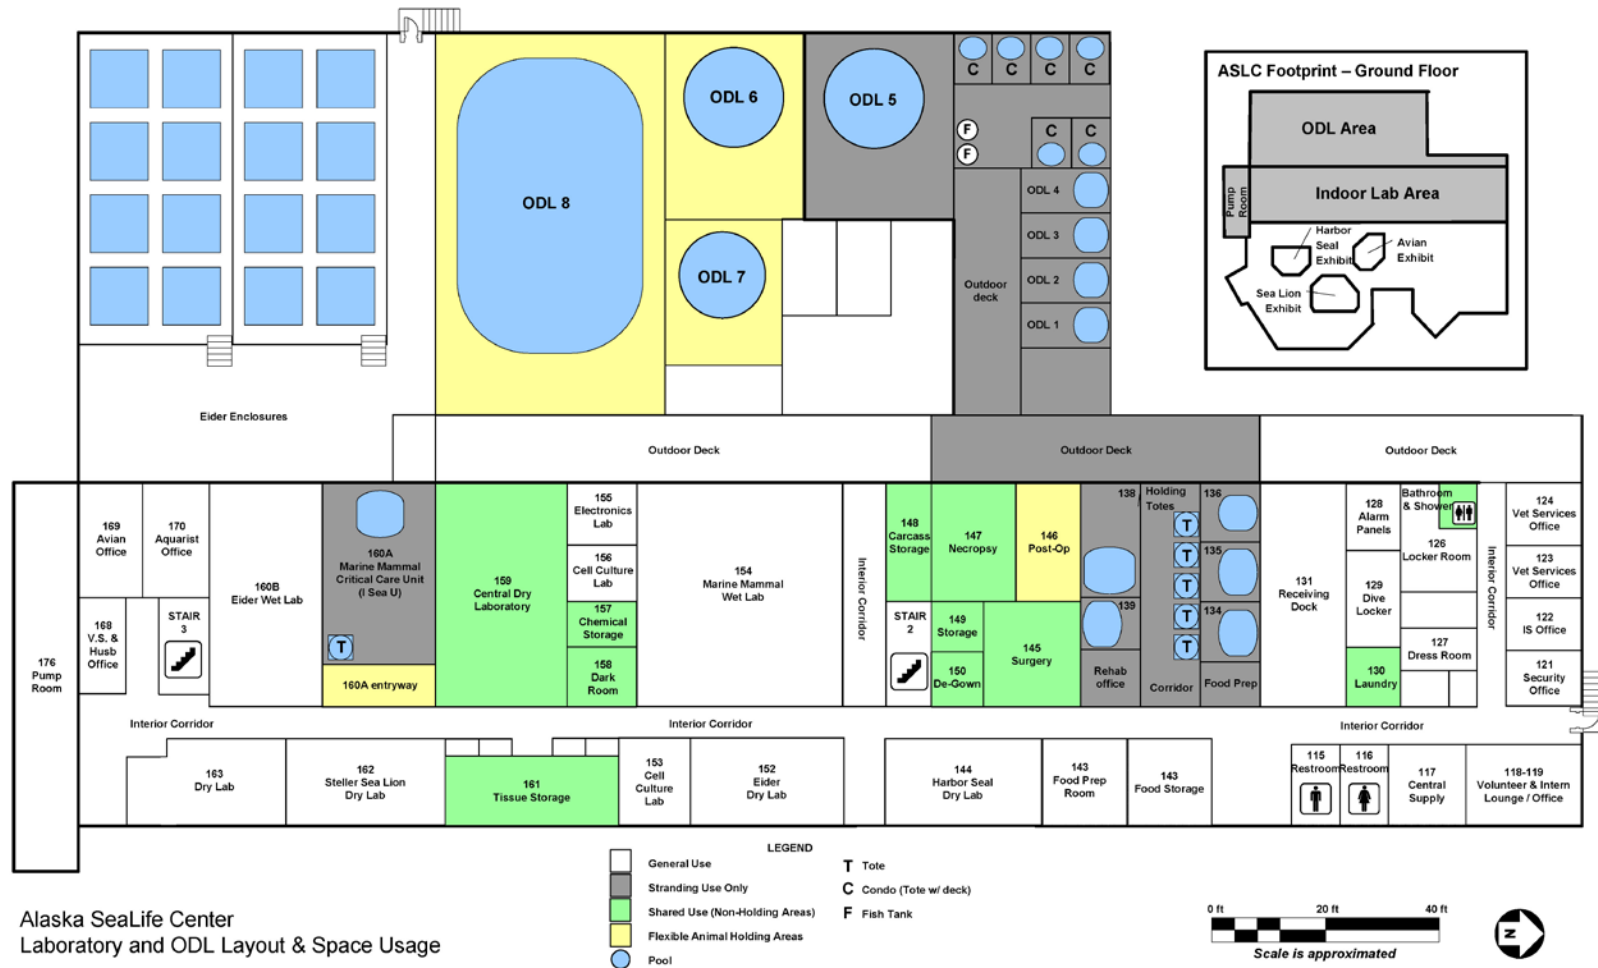 ODL 8
ODL 6
ODL 7
ODL 5
C C C C
F
F
C C
ODL 4
ODL 3
ODL 2
ODL 1
Outdoor
deck
ASLC Footprint – Ground Floor
ODL Area
Pump
Room
Indoor Lab Area
Harbor
Seal
Exhibit
Avian
Exhibit
Sea Lion
Exhibit
Eider Enclosures
Outdoor Deck
Outdoor Deck
Outdoor Deck
176
Pump
Room
169
Avian
Office
170
Aquarist
Office
168
V.S. &
Husb
Office
STAIR
3
160B
Eider Wet Lab
160A
Marine Mammal
Critical Care Unit
(I Sea U)
T
160A entryway
159
Central Dry
Laboratory
155
Electronics
Lab
156
Cell Culture
Lab
157
Chemical
Storage
158
Dark
Room
154
Marine Mammal
Wet Lab
Interior Corridor
148
Carcass
Storage
STAIR
2
147
Necropsy
146
Post-Op
149
Storage
150
De-Gown
145
Surgery
138
139
Rehab
office
Holding
Totes
T
T
T
T
T
Corridor
136
135
134
Food Prep
131
Receiving
Dock
128
Alarm
Panels
129
Dive
Locker
130
Laundry
Bathroom
& Shower
126
Locker Room
127
Dress Room
Interior Corridor
124
Vet Services
Office
123
Vet Services
Office
122
IS Office
121
Security
Office
Interior Corridor
Interior Corridor
Interior Corridor
163
Dry Lab
162
Steller Sea Lion
Dry Lab
161
Tissue Storage
153
Cell
Culture
Lab
152
Eider
Dry Lab
144
Harbor Seal
Dry Lab
143
Food Prep
Room
143
Food Storage
115
Restroom
116
Restroom
117
Central
Supply
118-119
Volunteer & Intern
Lounge / Office
LEGEND
General Use
Stranding Use Only
Shared Use (Non-Holding Areas)
Flexible Animal Holding Areas
Pool
T Tote
C Condo (Tote w/ deck)
F Fish Tank
Alaska SeaLife Center
Laboratory and ODL Layout & Space Usage
0 ft 20 ft 40 ft
Scale is approximated
N